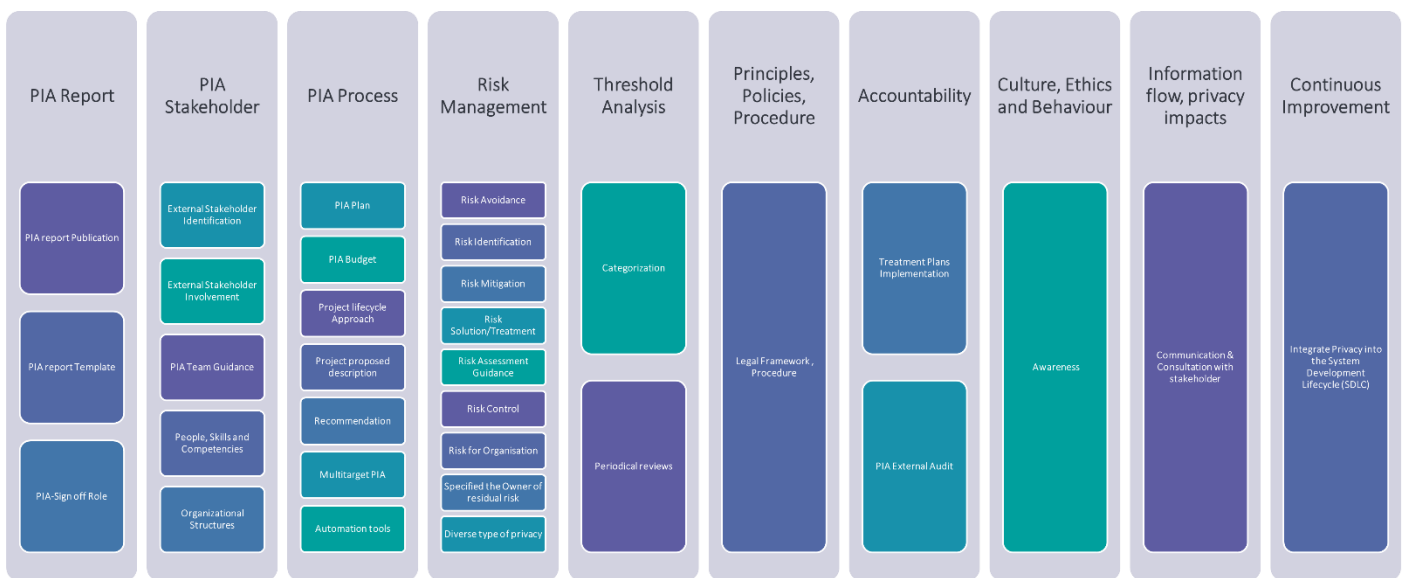 PIA Report
PIA report Publication
PIA report Template
PIA-Sign off Role
PIA
Stakeholder
External Stakeholder
Identification
External Stakeholder
Involvement
PIA Team Guidance
People, Skills and
Competencies
Organizational
Structures
PIA Process
PIA Plan
PIA Budget
Project lifecycle
Approach
Project proposed
description
Recommendation
Multitarget PIA
Automation tools
Risk
Management
Risk Avoidance
Risk Identification
Risk Mitigation
Risk
Solution/Treatment
Risk Assessment
Guidance
Risk Control
Risk for Organisation
Specified the Owner of
residual risk
Diverse type of privacy
Threshold
Analysis
Categorization
Periodical reviews
Principles,
Policies,
Procedure
Legal Framework ,
Procedure
Accountability
Treatment Plans
Implementation
PIA External Audit
Culture, Ethics
and Behaviour
Awareness
Information
flow, privacy
impacts
Communication &
Consultation with
stakeholder
Continuous
Improvement
Integrate Privacy into
the System
Development
Lifecycle (SDLC)